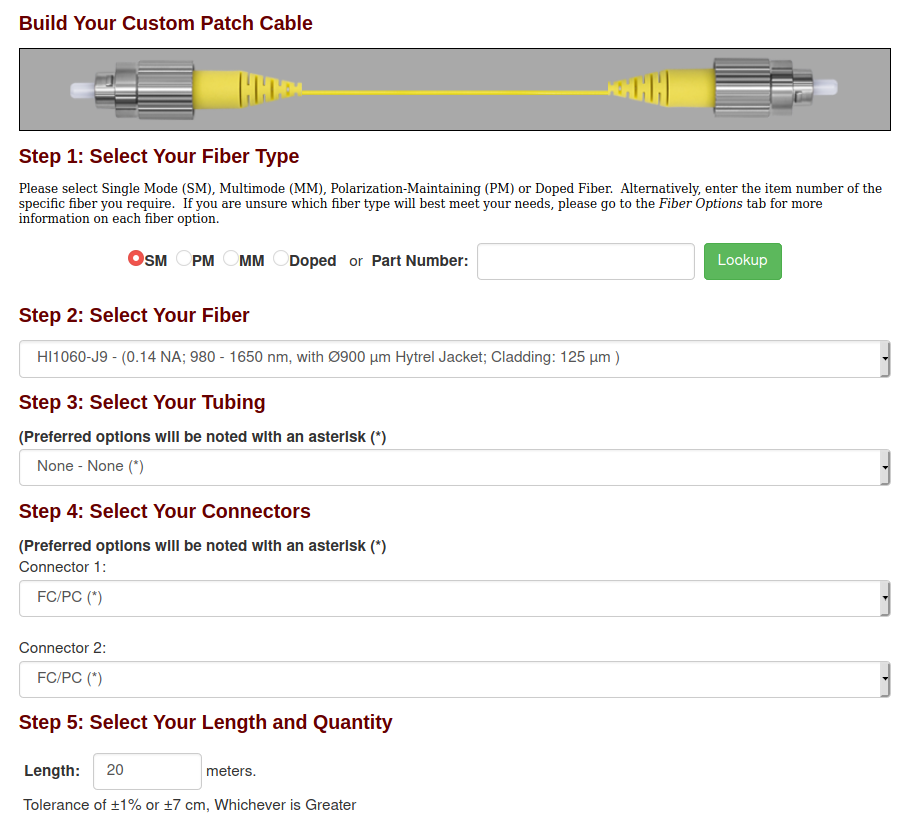 Build Your Custom Patch Cable
Step 1: Select Your Fiber Type
Please select Single Mode (SM), Multimode (MM), Polarization-Maintaining (PM) or Doped Fiber.  Alternatively, enter the item number of the
specific fiber you require.  If you are unsure which fiber type will best meet your needs, please go to the Fiber Options tab for more
information on each fiber option.
SM PM MM Doped or Part Number: Lookup
Step 2: Select Your Fiber
HI1060-J9 - (0.14 NA; 980 - 1650 nm, with Ø900 µm Hytrel Jacket; Cladding: 125 µm )
Step 3: Select Your Tubing
(Preferred options will be noted with an asterisk (*)
None - None (*)
Step 4: Select Your Connectors
(Preferred options will be noted with an asterisk (*)
Connector 1:
FC/PC (*)
Connector 2:
FC/PC (*)
Step 5: Select Your Length and Quantity
Length: 20 meters.
Tolerance of ±1% or ±7 cm, Whichever is Greater